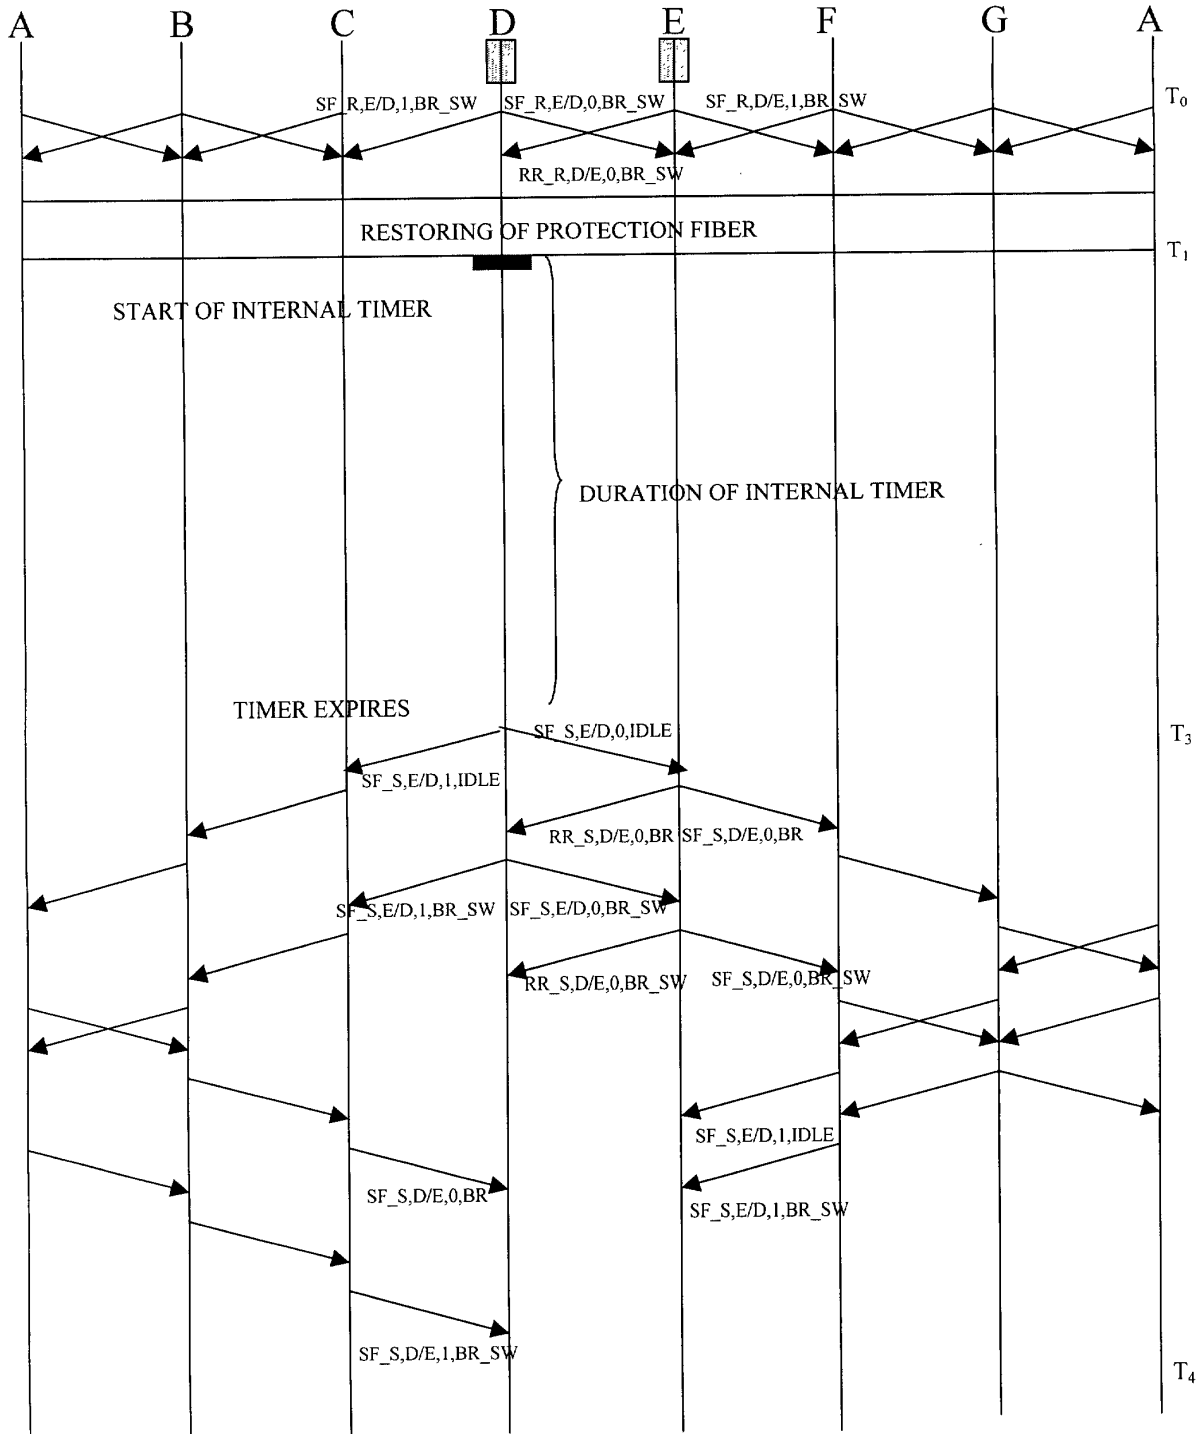 A B C D E F G A
SF_R,E/D,1,BR_SW SF_R,E/D,0,BR_SW SF_R,D/E,1,BR_SW T0
RR_R,D/E,0,BR_SW
RESTORING OF PROTECTION FIBER
T1
START OF INTERNAL TIMER
DURATION OF INTERNAL TIMER
TIMER EXPIRES
SF_S,E/D,0,IDLE T3
SF_S,E/D,1,IDLE
RR_S,D/E,0,BR SF_S,D/E,0,BR
SF_S,E/D,1,BR_SW SF_S,E/D,0,BR_SW
RR_S,D/E,0,BR_SW SF_S,D/E,0,BR_SW
SF_S,E/D,1,IDLE
SF_S,D/E,0,BR
SF_S,E/D,1,BR_SW
SF_S,D/E,1,BR_SW
T4